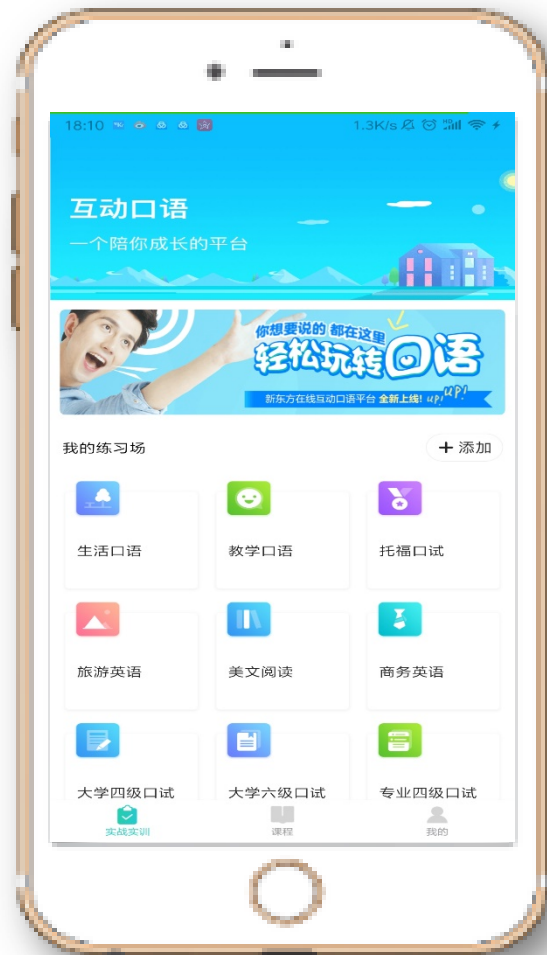 18:10
1.3K/s
互动口语
一个陪你成长的平台
你想要说的 都在这里
轻松玩转口语
新东方在线互动口语平台 全新上线! up! up!
我的练习场
+ 添加
生活口语 教学口语 托福口试
旅游英语 美文阅读 商务英语
大学四级口试 大学六级口试 专业四级口试
实战实训 课程 我的